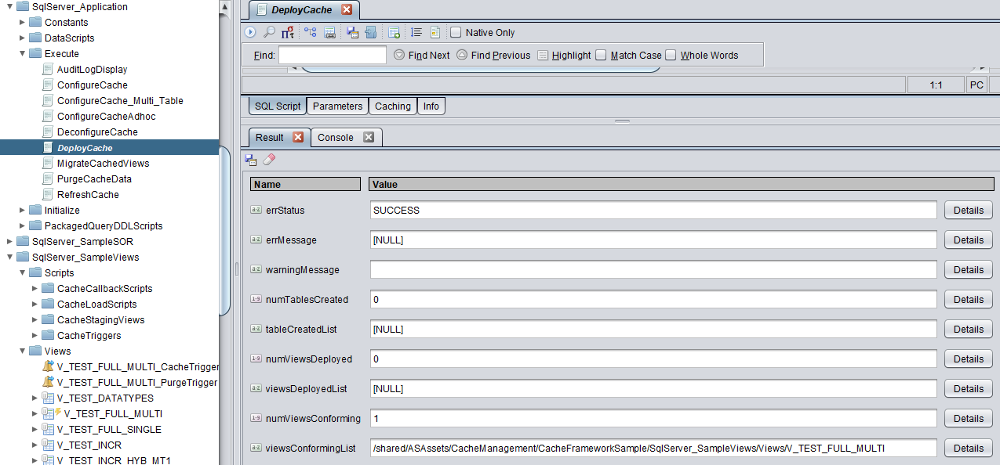 SqlServer_Application
Constants
DataScripts
Execute
AuditLogDisplay
ConfigureCache
ConfigureCache_Multi_Table
ConfigureCacheAdhoc
DeconfigureCache
DeployCache
MigrateCachedViews
PurgeCacheData
RefreshCache
Initialize
PackagedQueryDDLScripts
SqlServer_SampleSOR
SqlServer_SampleViews
Scripts
CacheCallbackScripts
CacheLoadScripts
CacheStagingViews
CacheTriggers
Views
V_TEST_FULL_MULTI_CacheTrigger
V_TEST_FULL_MULTI_PurgeTrigger
V_TEST_DATATYPES
V_TEST_FULL_MULTI
V_TEST_FULL_SINGLE
V_TEST_INCR
V_TEST_INCR_HYB_MT1
DeployCache
Native Only
Find: Find Next Find Previous Highlight Match Case Whole Words
1:1 PC
SQL Script Parameters Caching Info
Result Console
Name Value
errStatus SUCCESS Details
errMessage [NULL] Details
warningMessage Details
numTablesCreated 0 Details
tableCreatedList [NULL] Details
numViewsDeployed 0 Details
viewsDeployedList [NULL] Details
numViewsConforming 1 Details
viewsConformingList /shared/ASAssets/CacheManagement/CacheFrameworkSample/SqlServer_SampleViews/Views/V_TEST_FULL_MULTI Details